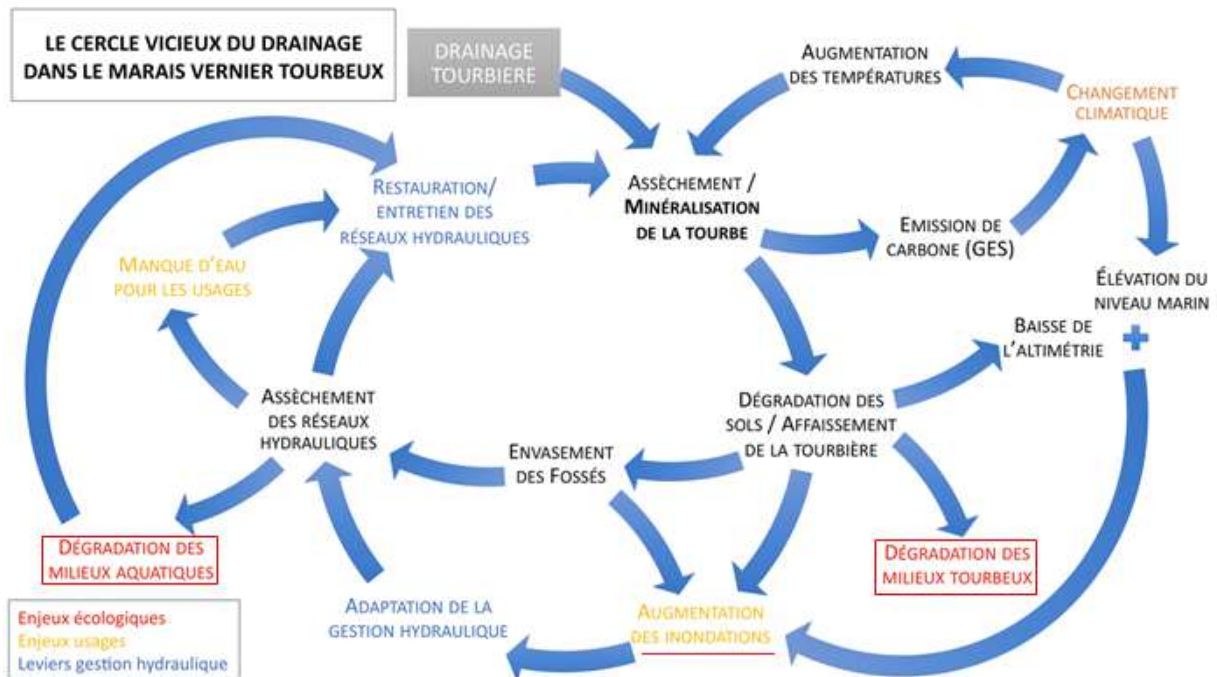 LE CERCLE VICIEUX DU DRAINAGE
DANS LE MARAIS VERNIER TOURBEUX
DRAINAGE
TOURBIERE
AUGMENTATION
DES TEMPÉRATURES
CHANGEMENT
CLIMATIQUE
RESTAURATION/
ENTRETIEN DES
RÉSEAUX HYDRAULIQUES
ASSÈCHEMENT /
MINÉRALISATION
DE LA TOURBE
EMISSION DE
CARBONE (GES)
MANQUE D'EAU
POUR LES USAGES
ÉLÉVATION DU
NIVEAU MARIN
BAISSE DE
L'ALTIMÉTRIE
ASSÈCHEMENT
DES RÉSEAUX
HYDRAULIQUES
DÉGRADATION DES
SOLS / AFFAISSEMENT
DE LA TOURBIÈRE
ENVASEMENT
DES FOSSÉS
DÉGRADATION DES
MILIEUX AQUATIQUES
DÉGRADATION DES
MILIEUX TOURBEUX
ADAPTATION DE LA
GESTION HYDRAULIQUE
AUGMENTATION
DES INONDATIONS
Enjeux écologiques
Enjeux usages
Leviers gestion hydraulique